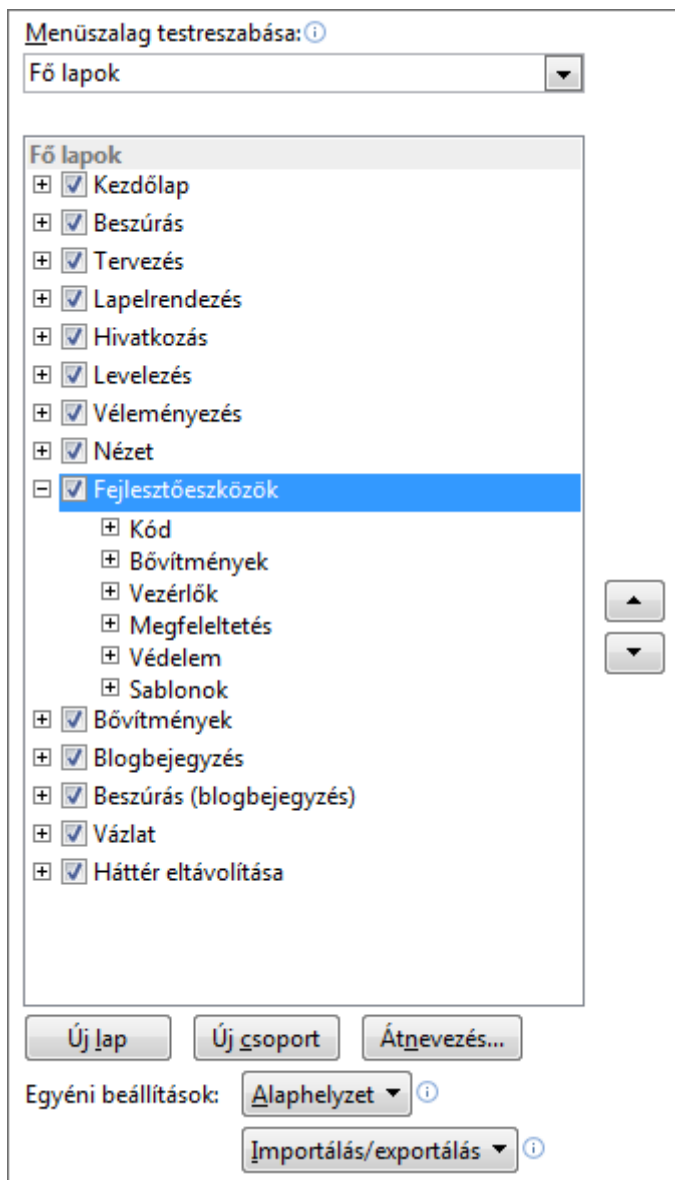 Menüszalag testreszabása:
Fő lapok
Fő lapok
Kezdőlap
Beszúrás
Tervezés
Lapelrendezés
Hivatkozás
Levelezés
Véleményezés
Nézet
Fejlesztőeszközök
Kód
Bővítmények
Vezérlők
Megfeleltetés
Védelem
Sablonok
Bővítmények
Blogbejegyzés
Beszúrás (blogbejegyzés)
Vázlat
Háttér eltávolítása
Új lap Új csoport Átnevezés...
Egyéni beállítások: Alaphelyzet
Importálás/exportálás